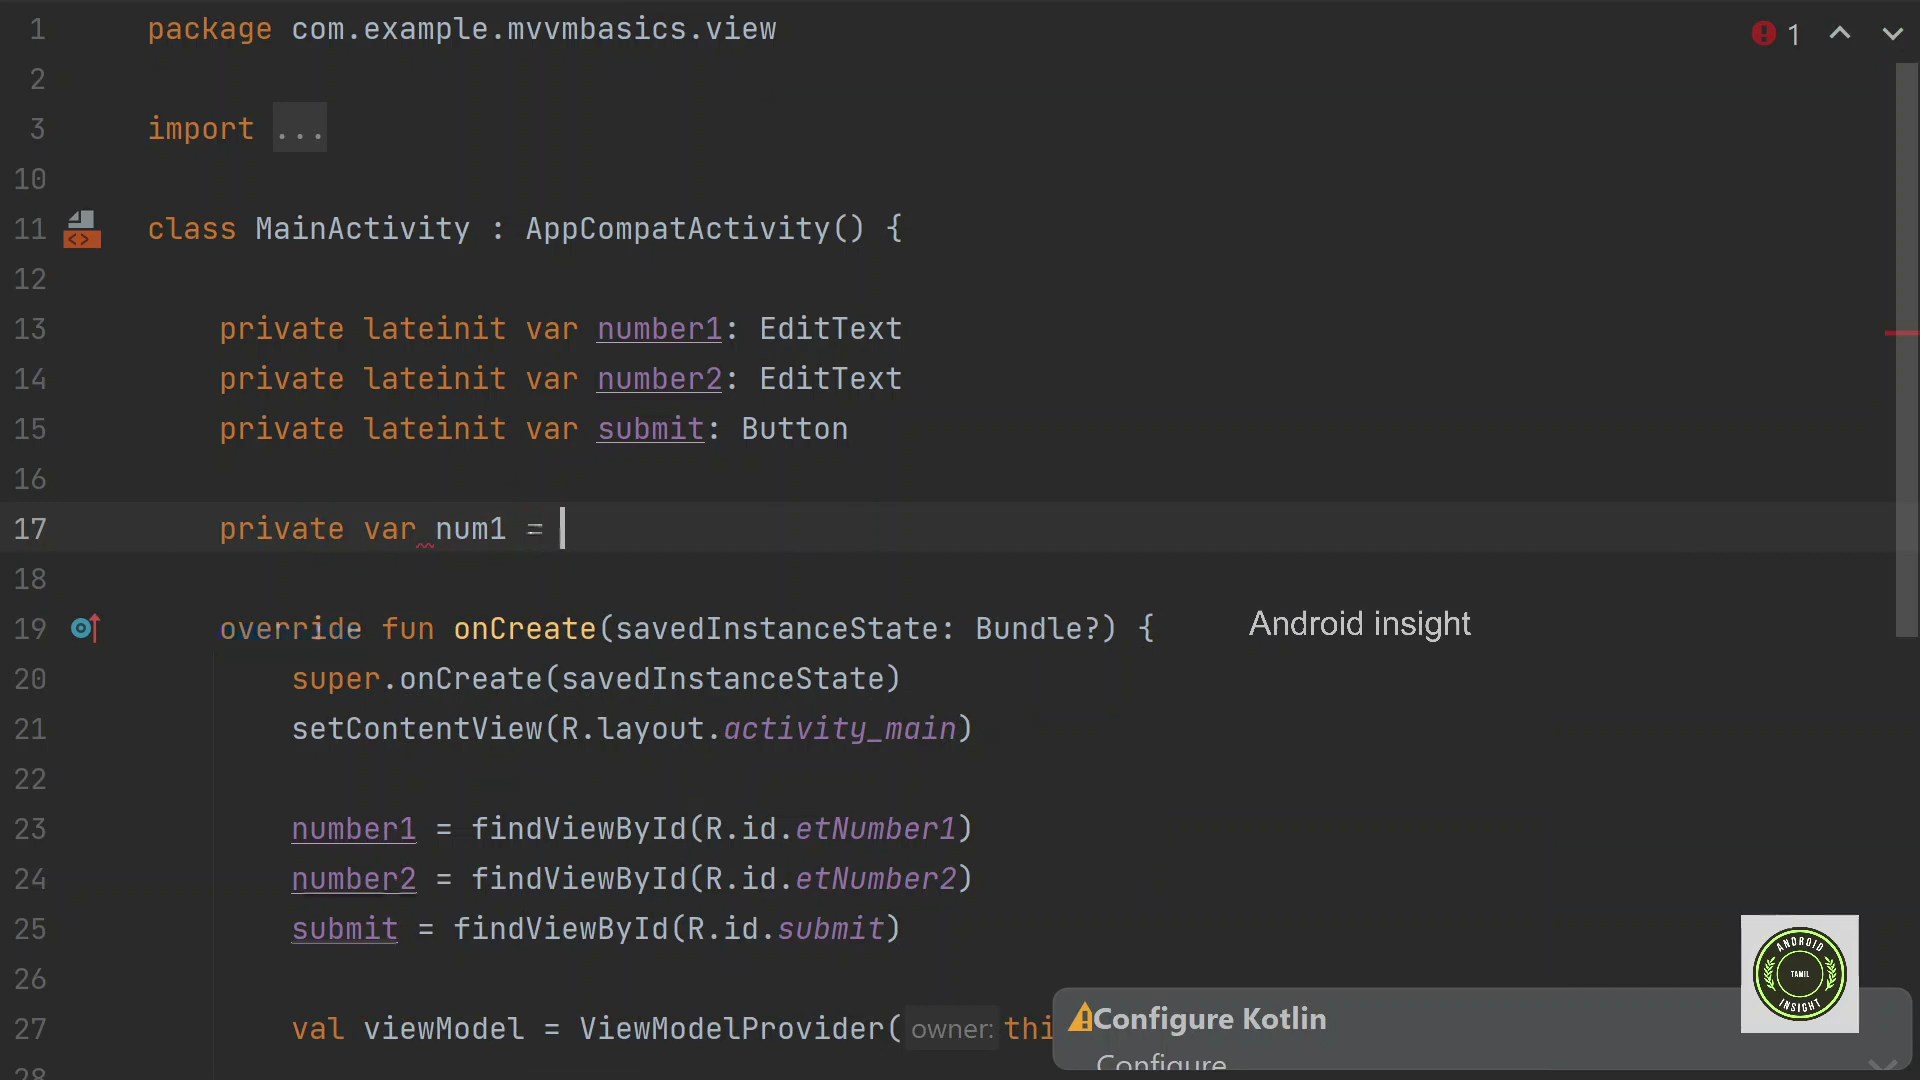 1 package com.example.mvvmbasics.view
1
2
3 import ...
10
11 class MainActivity : AppCompatActivity() {
12
13 private lateinit var number1: EditText
14 private lateinit var number2: EditText
15 private lateinit var submit: Button
16
17 private var num1 =
18
19 override fun onCreate(savedInstanceState: Bundle?) {
Android insight
20 super.onCreate(savedInstanceState)
21 setContentView(R.layout.activity_main)
22
23 number1 = findViewById(R.id.etNumber1)
24 number2 = findViewById(R.id.etNumber2)
25 submit = findViewById(R.id.submit)
26
27 val viewModel = ViewModelProvider( owner: thi
28
Configure Kotlin
Configure
ANDROID
TAMIL
INSIGHT